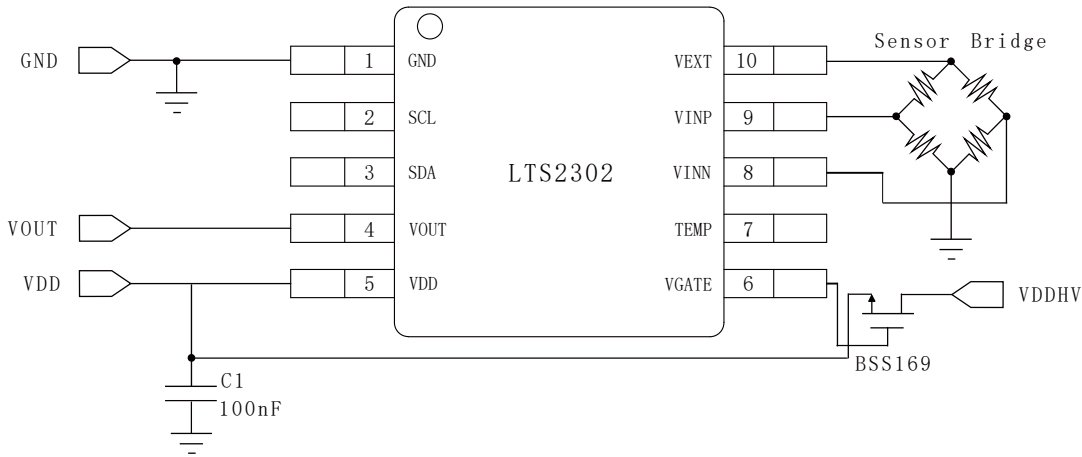 Sensor Bridge
GND
1
GND
VEXT
10
2
SCL
VINP
9
3
SDA
LTS2302
VINN
8
VOUT
4
VOUT
TEMP
7
VDD
5
VDD
VGATE
6
VDDHV
BSS169
C1
100nF